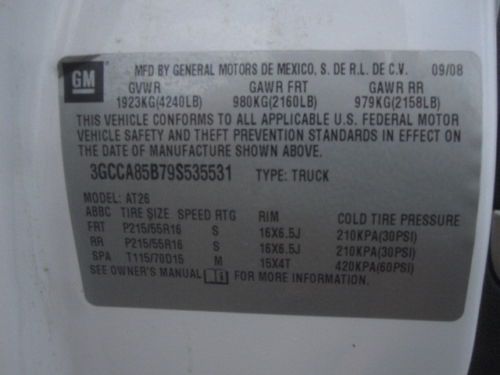 GM
MFD BY GENERAL MOTORS DE MEXICO, S. DE R.L. DE C.V. 09/08
GVWR GAWR FRT GAWR RR
1923KG(4240LB) 980KG(2160LB) 979KG(2158LB)
THIS VEHICLE CONFORMS TO ALL APPLICABLE U.S. FEDERAL MOTOR
VEHICLE SAFETY AND THEFT PREVENTION STANDARDS IN EFFECT ON
THE DATE OF MANUFACTURE SHOWN ABOVE.
3GCCA85B79S535531 TYPE: TRUCK
MODEL: AT26
ABBC TIRE SIZE SPEED RTG RIM COLD TIRE PRESSURE
FRT P215/55R16 S 16X6.5J 210KPA(30PSI)
RR P215/55R16 S 16X6.5J 210KPA(30PSI)
SPA T115/70D15 M 15X4T 420KPA(60PSI)
SEE OWNER'S MANUAL FOR MORE INFORMATION.